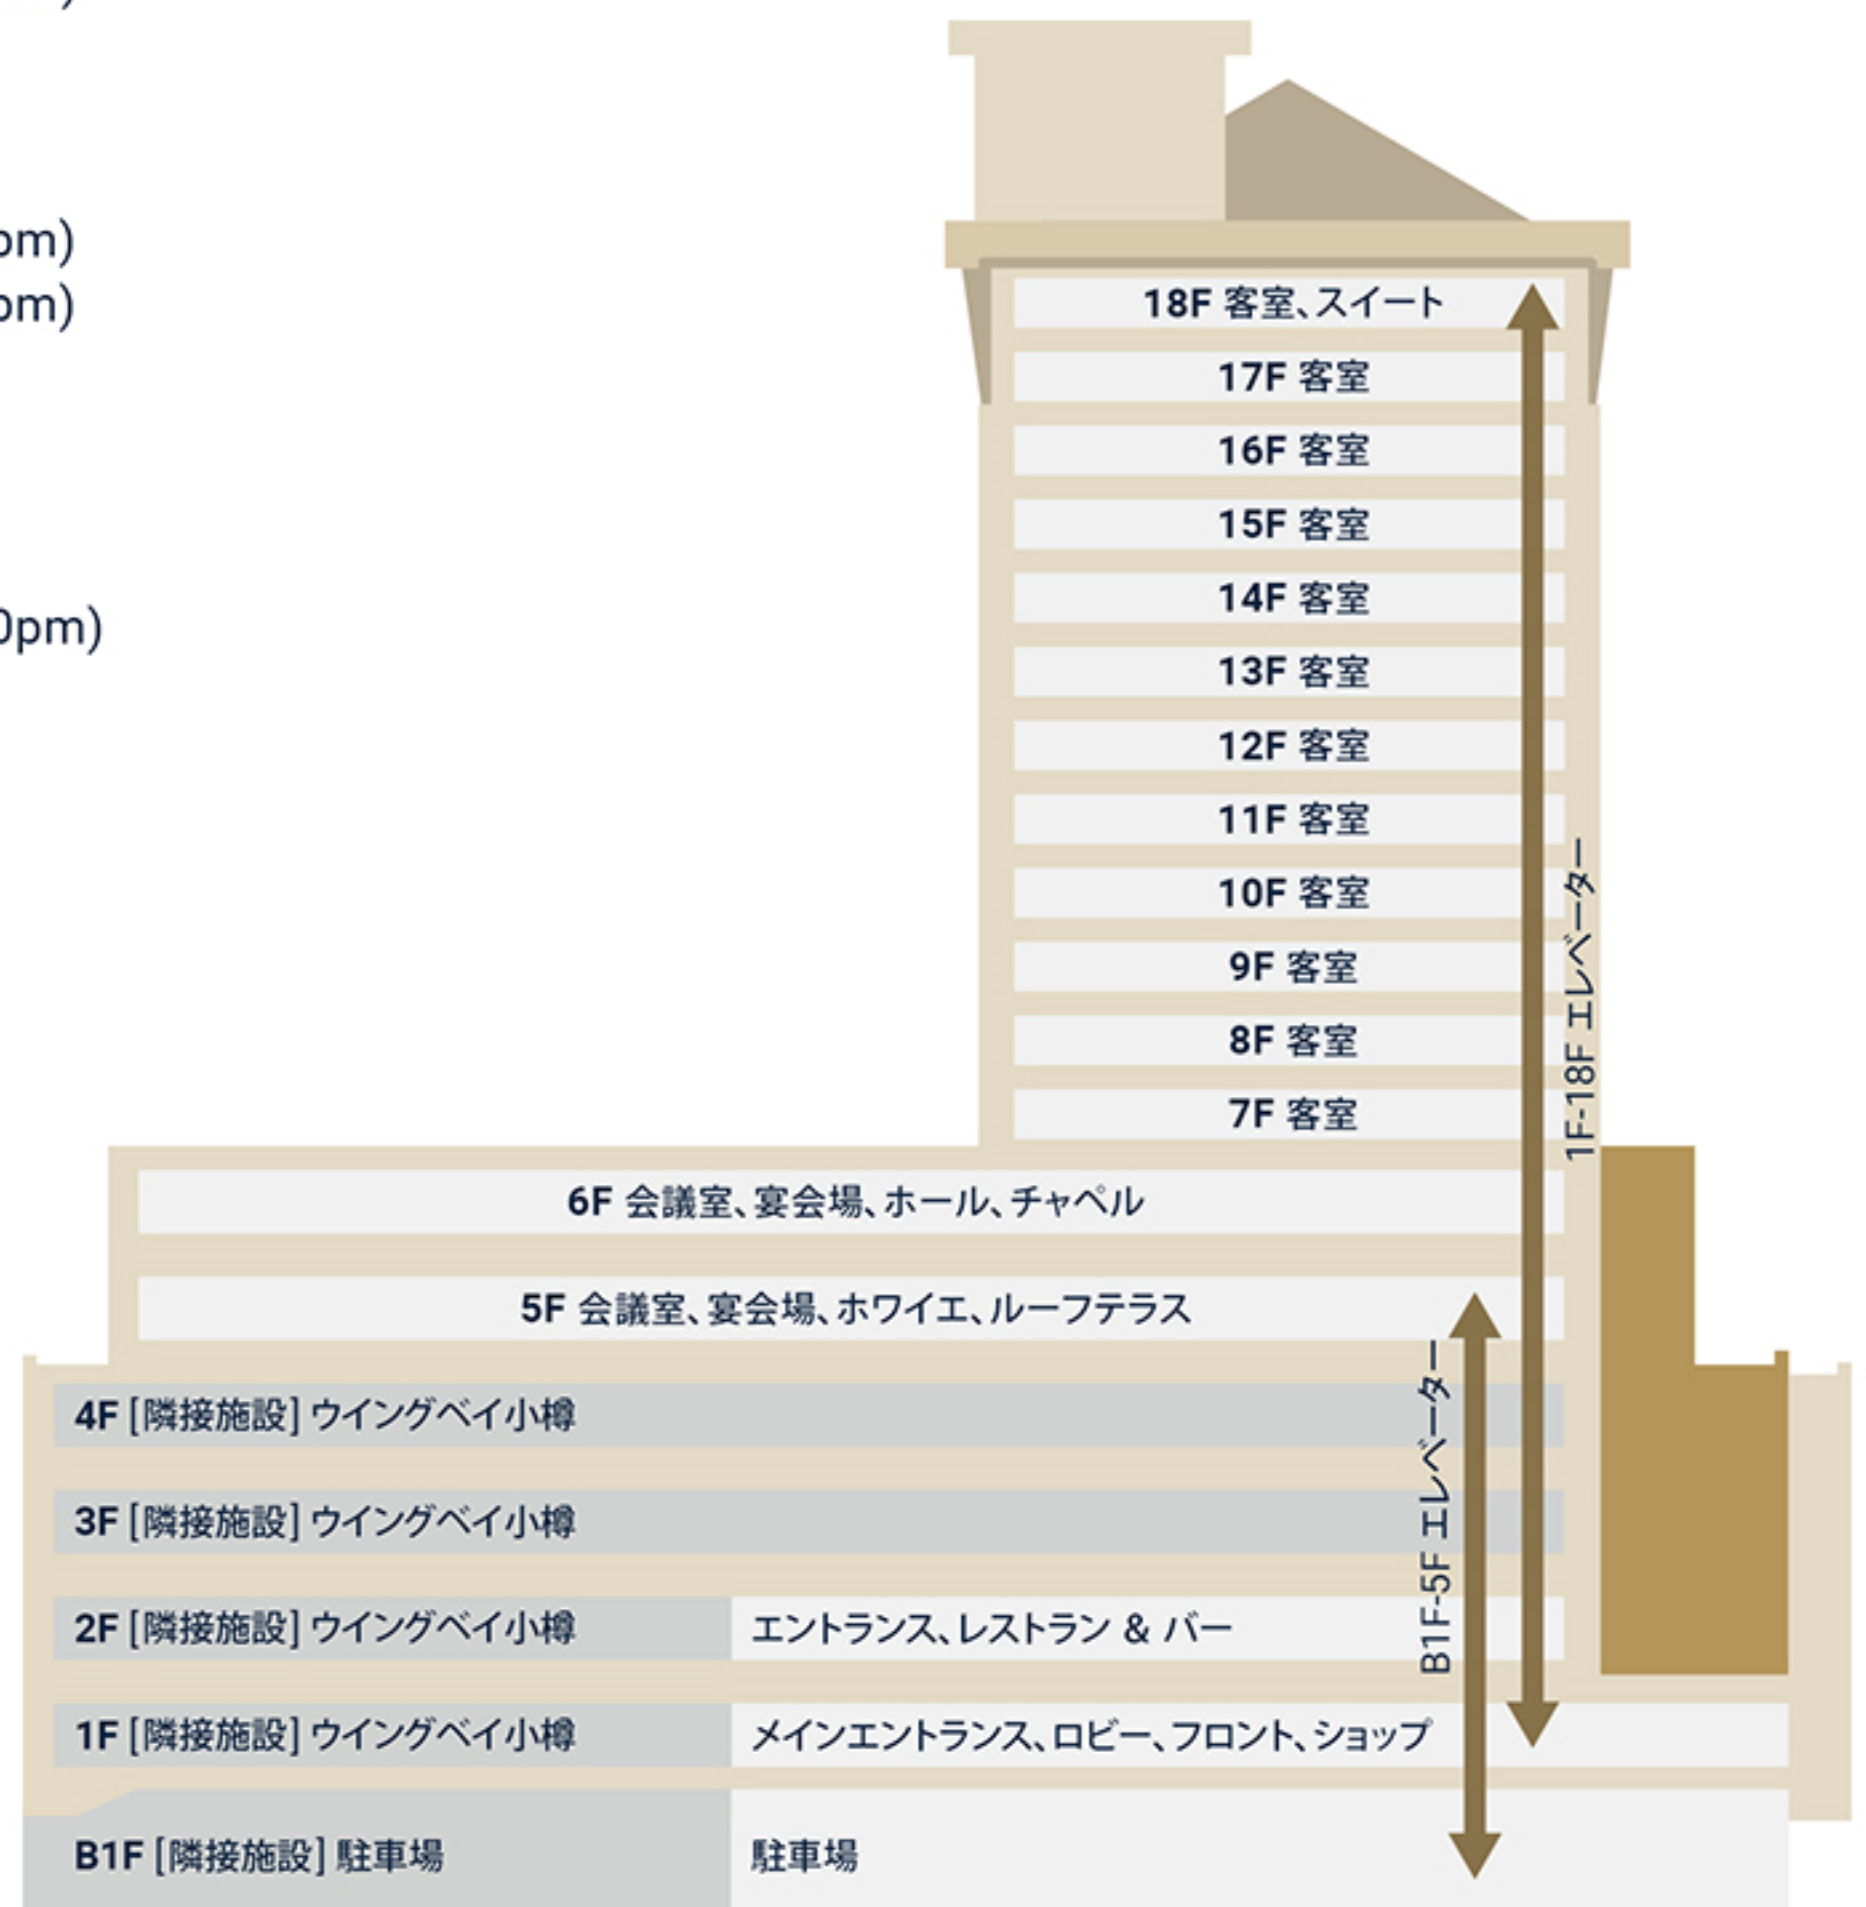 pm)
pm)
0pm)
18F 客室、スイート
17F 客室
16F 客室
15F 客室
14F 客室
13F 客室
12F 客室
11F 客室
10F 客室
9F 客室
8F 客室
7F 客室
1F-18F エレベーター
6F 会議室、宴会場、ホール、チャペル
5F 会議室、宴会場、ホワイエ、ルーフテラス
B1F-5F エレベーター
4F [隣接施設] ウイングベイ小樽
3F [隣接施設] ウイングベイ小樽
2F [隣接施設] ウイングベイ小樽 エントランス、レストラン & バー
1F [隣接施設] ウイングベイ小樽 メインエントランス、ロビー、フロント、ショップ
B1F [隣接施設] 駐車場 駐車場